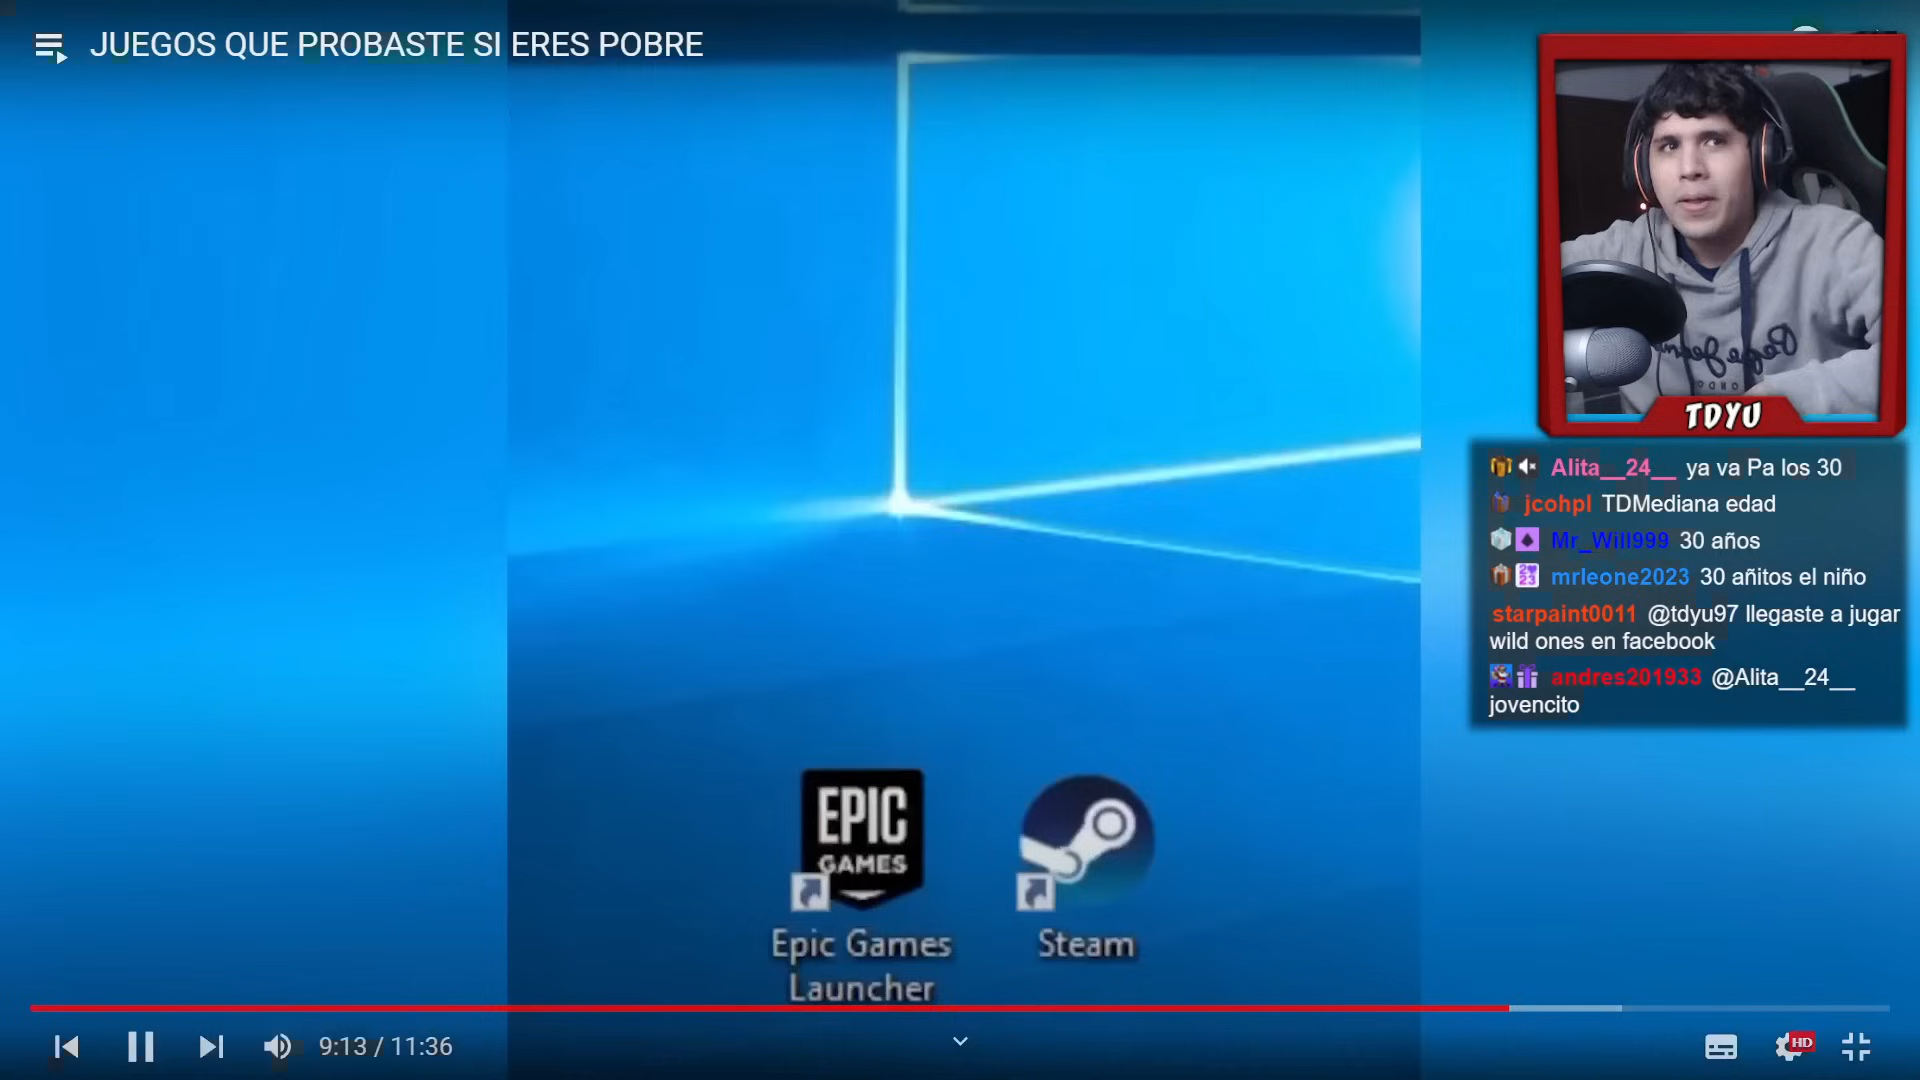 JUEGOS QUE PROBASTE SI ERES POBRE
TDYU
Alita__24__ ya va Pa los 30
jcohpl TDMediana edad
Mr_Will999 30 años
mrleone2023 30 añitos el niño
starpaint0011 @tdyu97 llegaste a jugar
wild ones en facebook
andres201933 @Alita__24__
jovencito
EPIC
GAMES
Epic Games
Launcher
Steam
9:13 / 11:36
HD